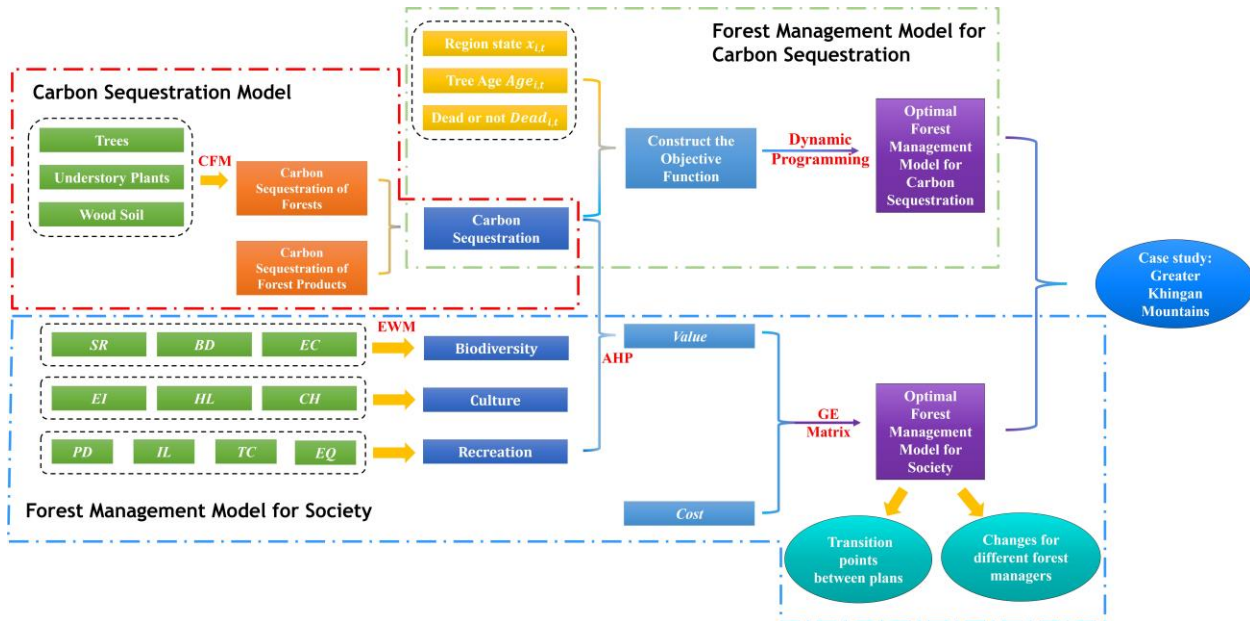 Forest Management Model for
Carbon Sequestration
Region state $x_{i,t}$
Tree Age $Age_{i,t}$
Dead or not $Dead_{i,t}$
Carbon Sequestration Model
Trees
Understory Plants
Wood Soil
CFM
Carbon
Sequestration of
Forests
Carbon
Sequestration of
Forest Products
Carbon
Sequestration
Construct the
Objective
Function
Dynamic
Programming
Optimal
Forest
Management
Model for
Carbon
Sequestration
Case study:
Greater
Khingan
Mountains
SR
BD
EC
EWM
Biodiversity
EI
HL
CH
Culture
PD
IL
TC
EQ
Recreation
AHP
Value
Cost
GE
Matrix
Optimal
Forest
Management
Model for
Society
Forest Management Model for Society
Transition
points
between plans
Changes for
different forest
managers